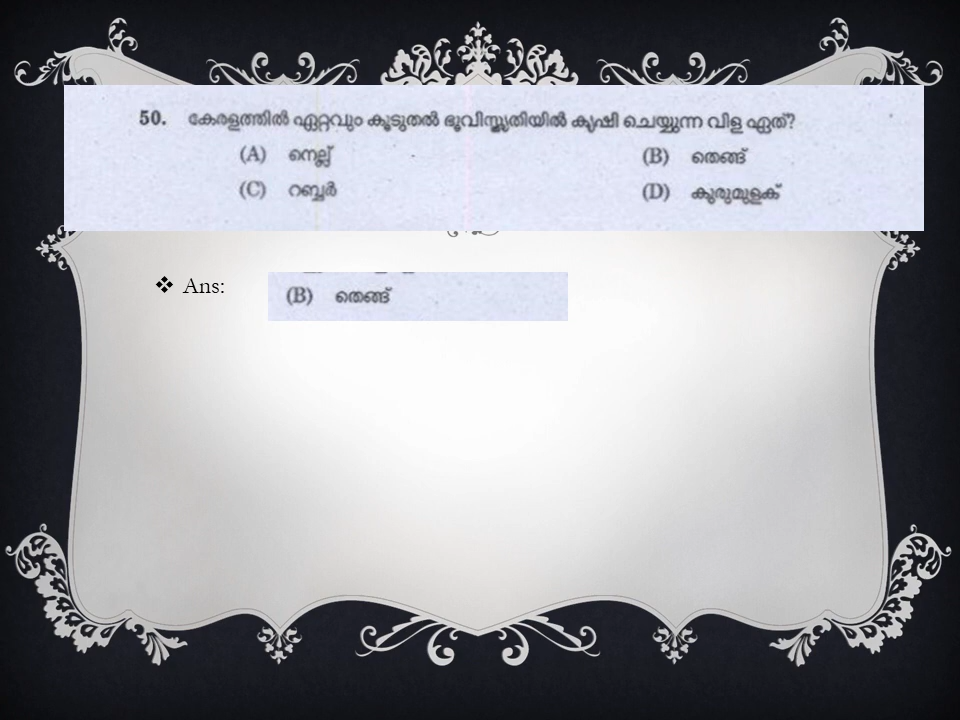 50. കേരളത്തിൽ ഏറ്റവും കൂടുതൽ ഭൂവിസ്തൃതിയിൽ കൃഷി ചെയ്യുന്ന വിള ഏത്?
(A) നെല്ല് (B) തെങ്ങ്
(C) റബ്ബർ (D) കുരുമുളക്
❖ Ans: (B) തെങ്ങ്